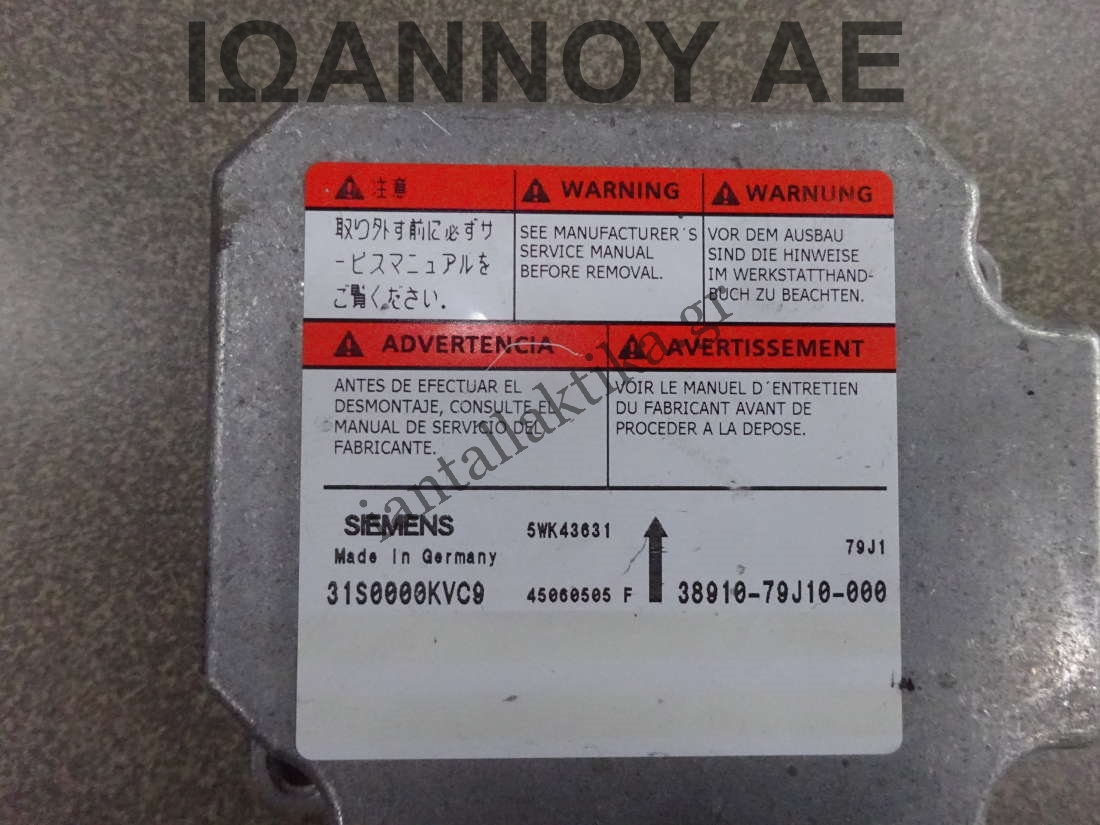 ΙΩΑΝΝΟΥ ΑΕ
注意
取り外す前に必ずサ
ービスマニュアルを
ご覧ください.
WARNING
SEE MANUFACTURER´S
SERVICE MANUAL
BEFORE REMOVAL.
WARNUNG
VOR DEM AUSBAU
SIND DIE HINWEISE
IM WERKSTATTHAND-
BUCH ZU BEACHTEN.
ADVERTENCIA
ANTES DE EFECTUAR EL
DESMONTAJE, CONSULTE EL
MANUAL DE SERVICIO DEL
FABRICANTE.
AVERTISSEMENT
VOIR LE MANUEL D´ENTRETIEN
DU FABRICANT AVANT DE
PROCEDER A LA DEPOSE.
iantallaktika.gr
SIEMENS
5WK43631
79J1
Made in Germany
31S0000KVC9
45060505 F
38910-79J10-000